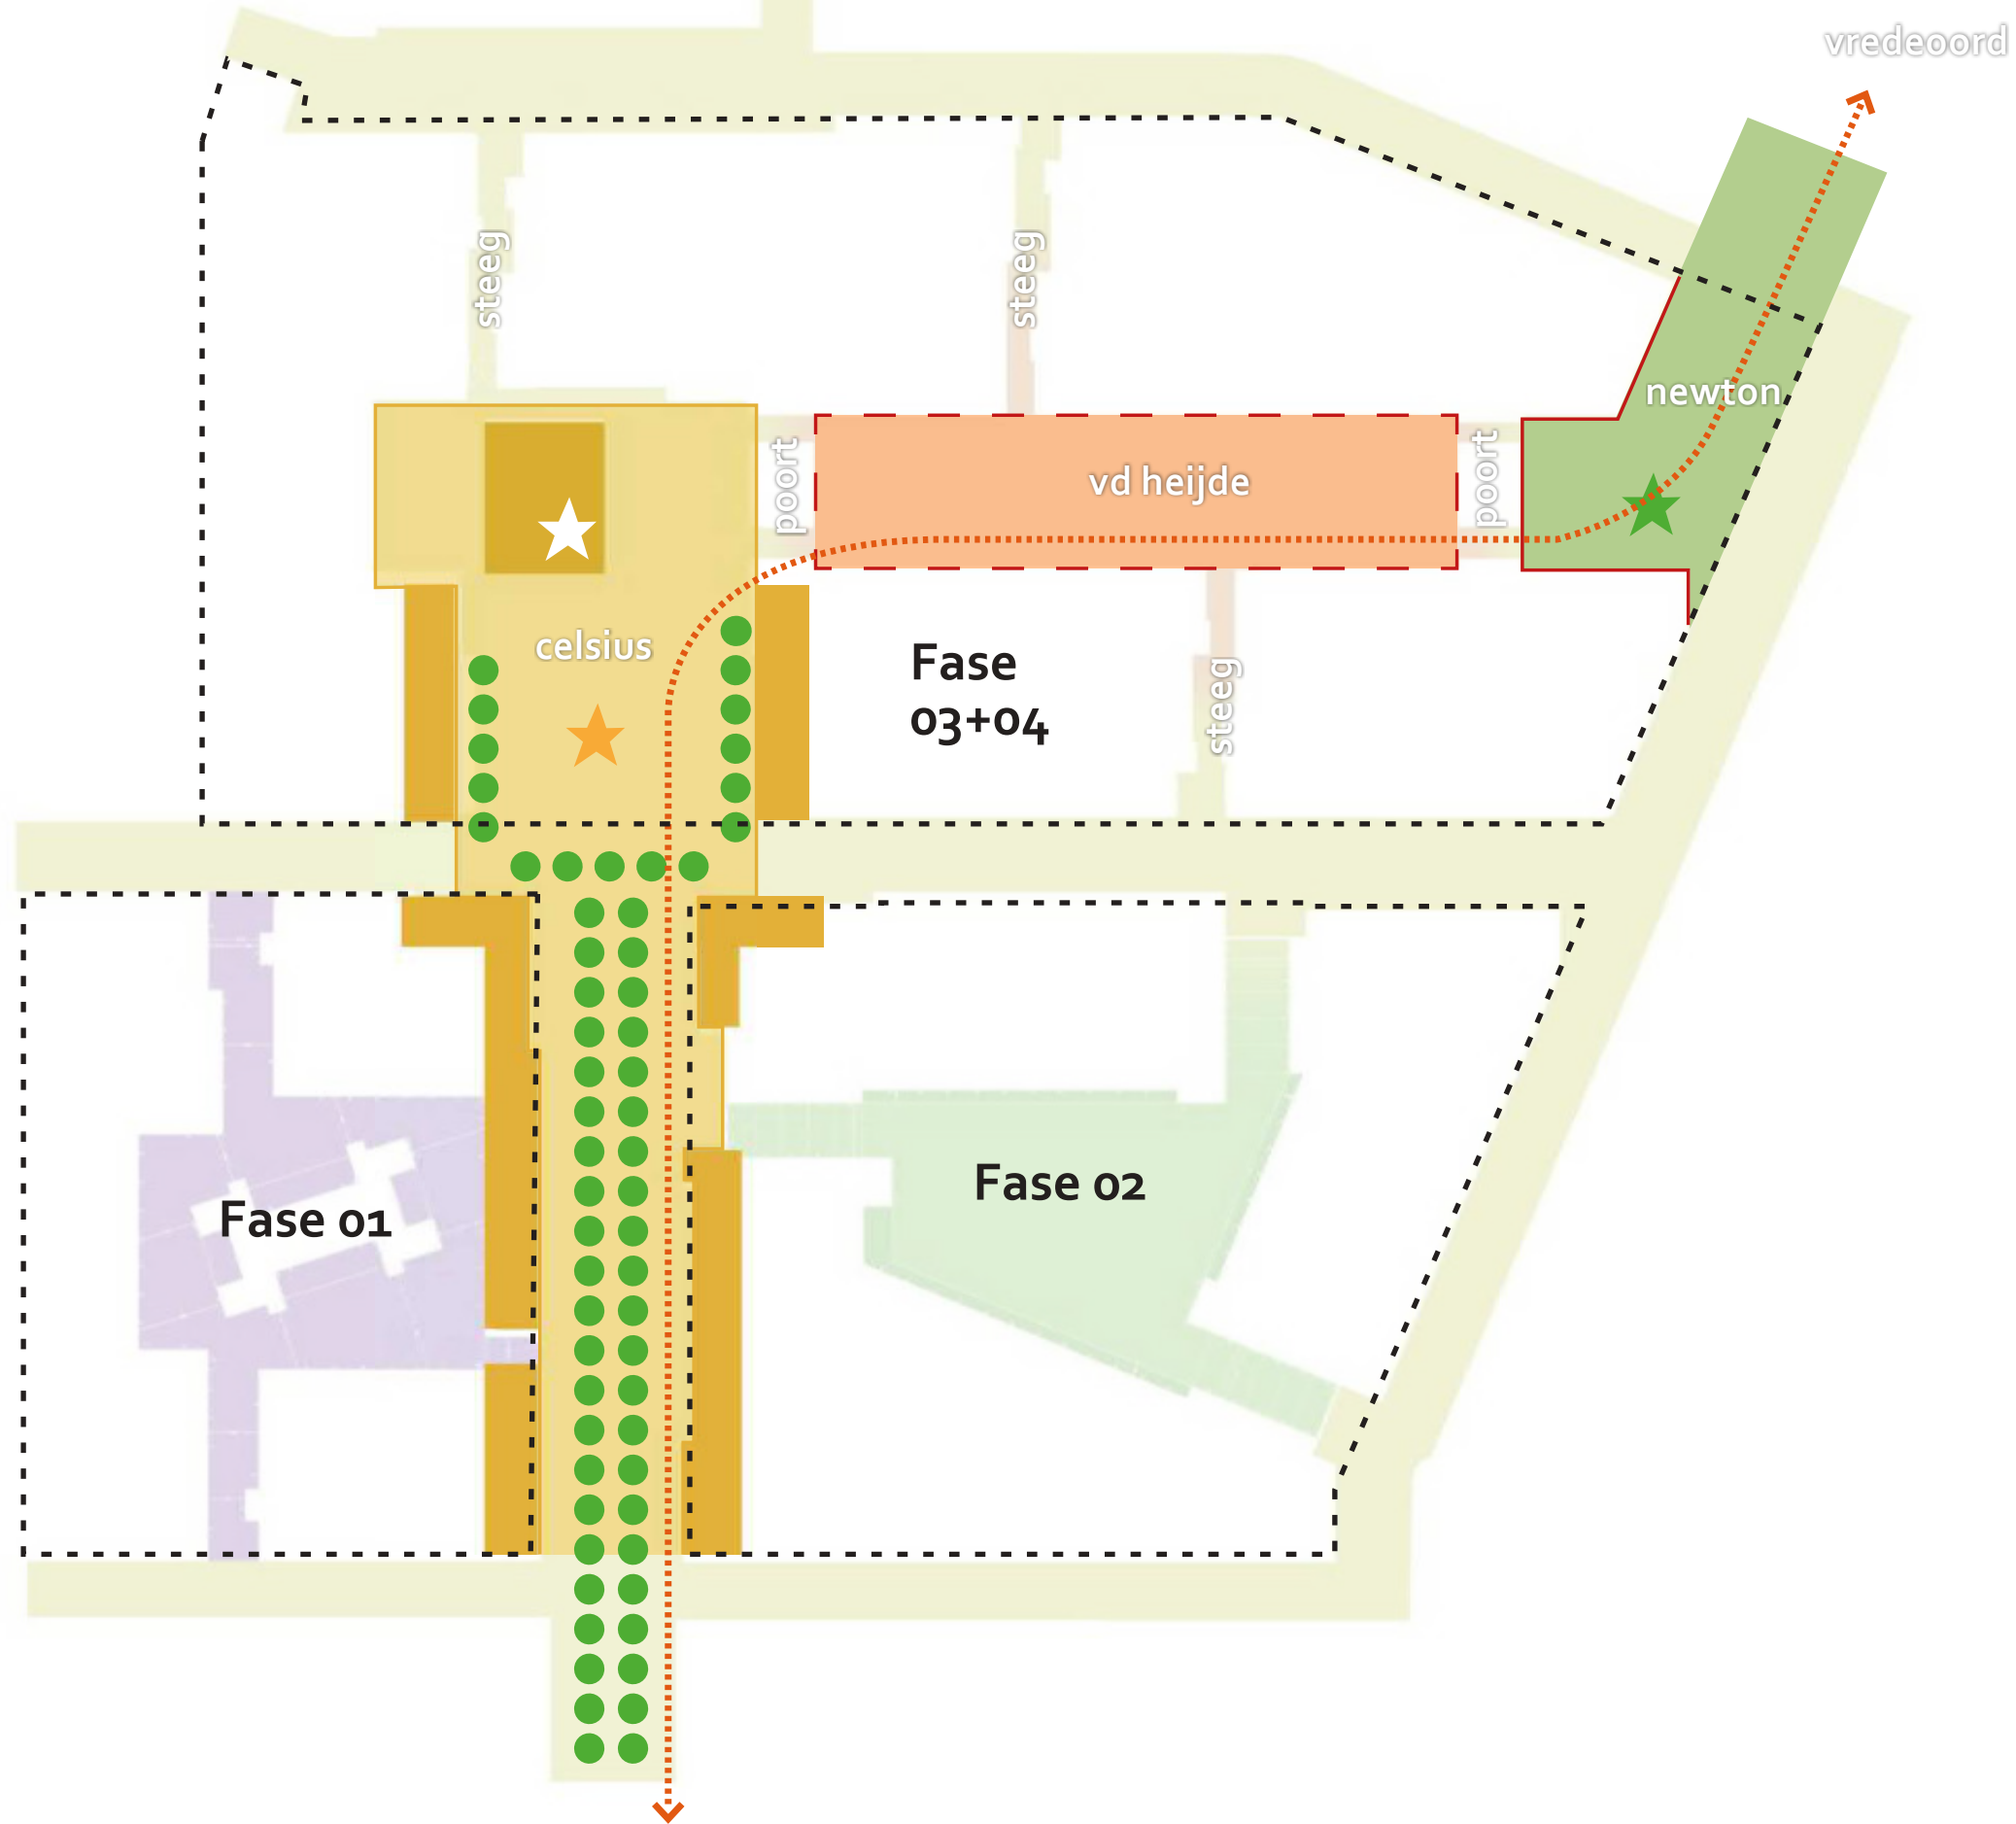 vredeoord
steeg
steeg
newton
poort
vd heijde
poort
celsius
Fase
03+04
steeg
Fase 02
Fase 01